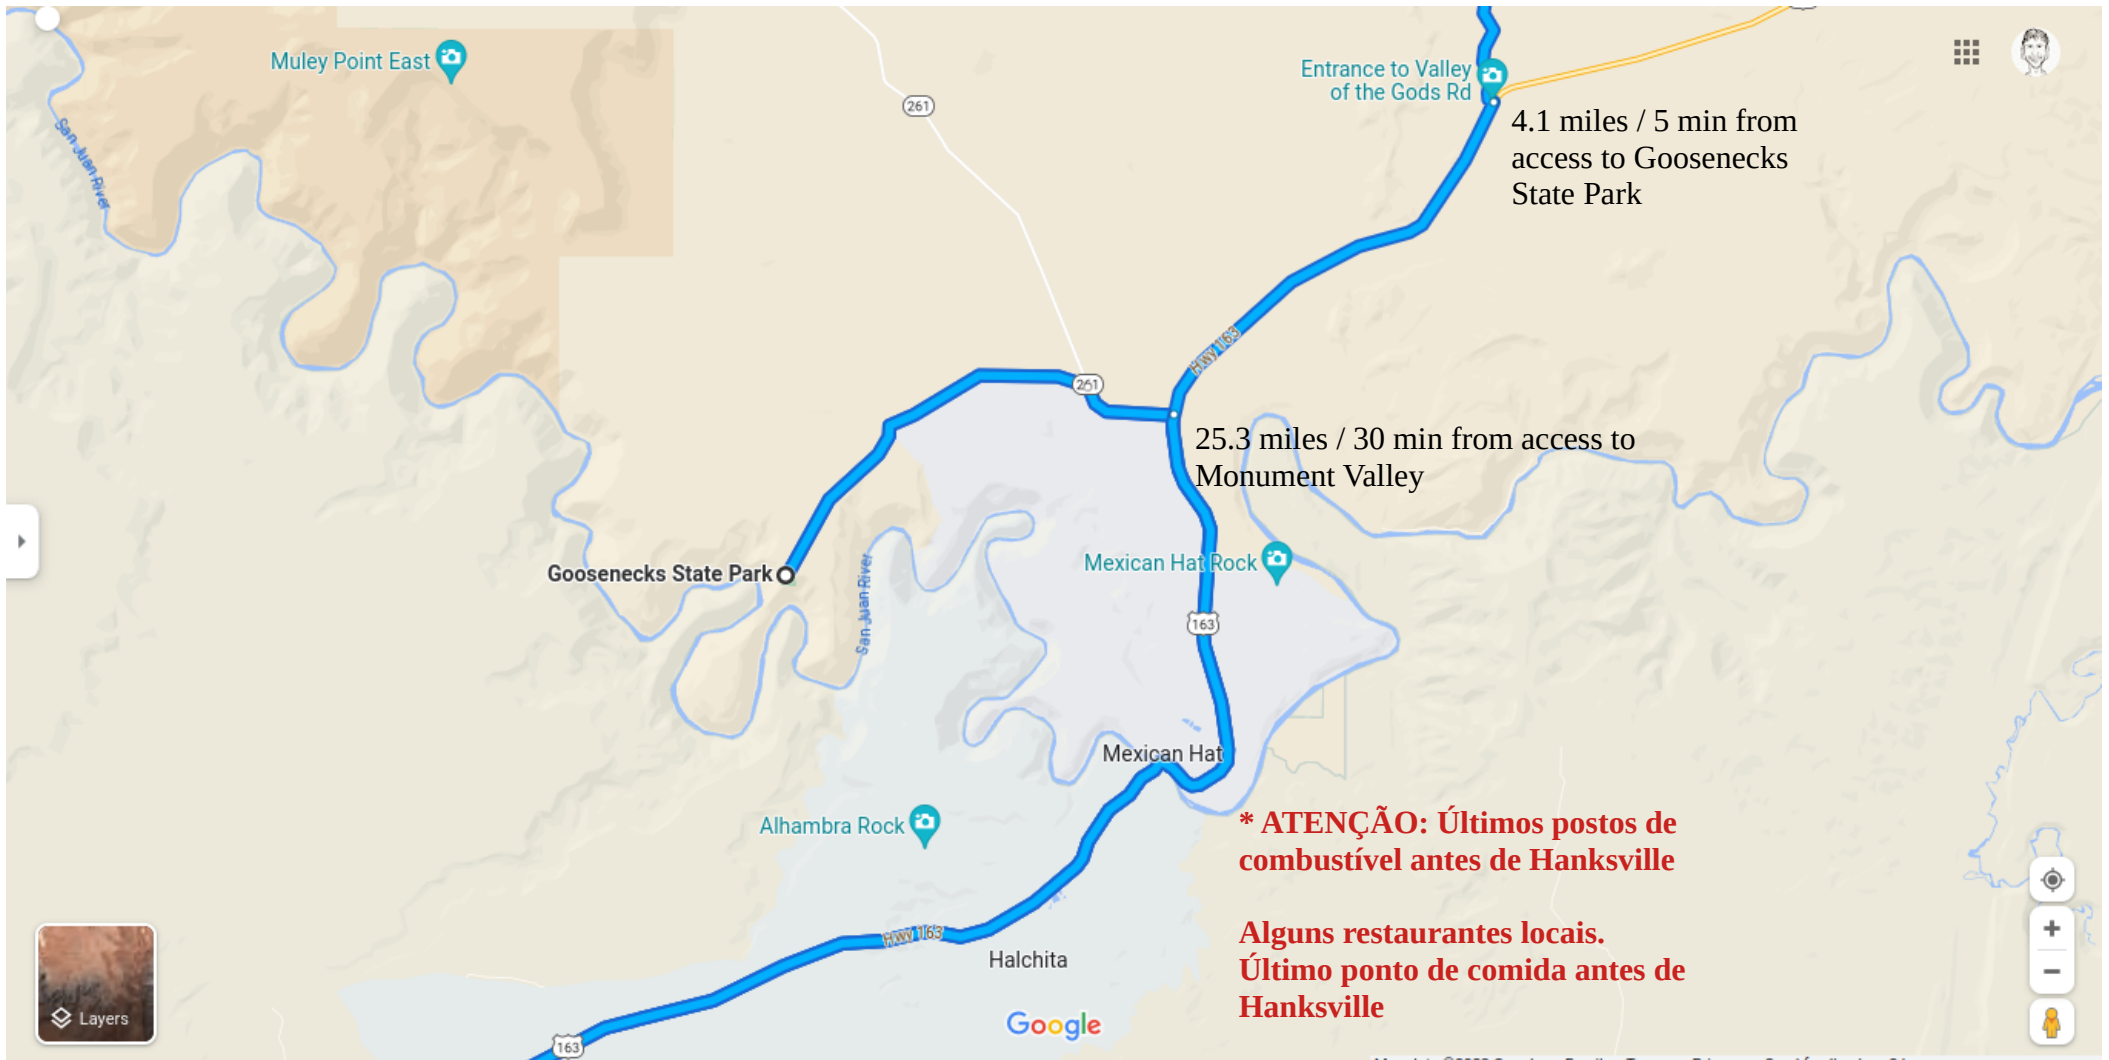 Muley Point East
Entrance to Valley
of the Gods Rd
261
4.1 miles / 5 min from
access to Goosenecks
State Park
San Juan River
Hwy 163
261
25.3 miles / 30 min from access to
Monument Valley
Mexican Hat Rock
Goosenecks State Park
San Juan River
163
Mexican Hat
Alhambra Rock
* ATENÇÃO: Últimos postos de
combustível antes de Hanksville
Alguns restaurantes locais.
Último ponto de comida antes de
Hanksville
Hwy 163
Halchita
Google
Layers
163